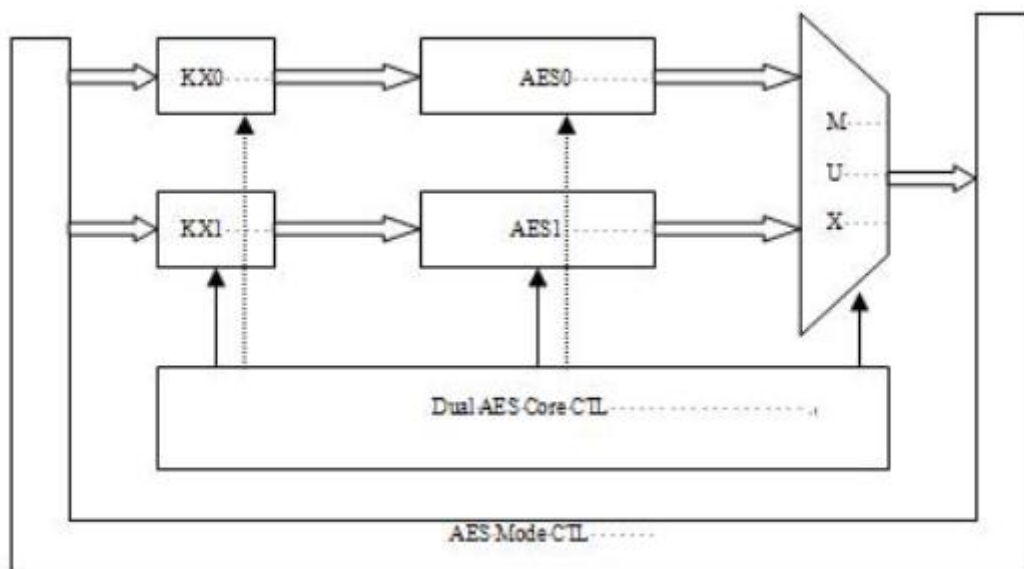 KX0
AES0
M
U
X
KX1
AES1
Dual AES Core CTL
AES Mode CTL